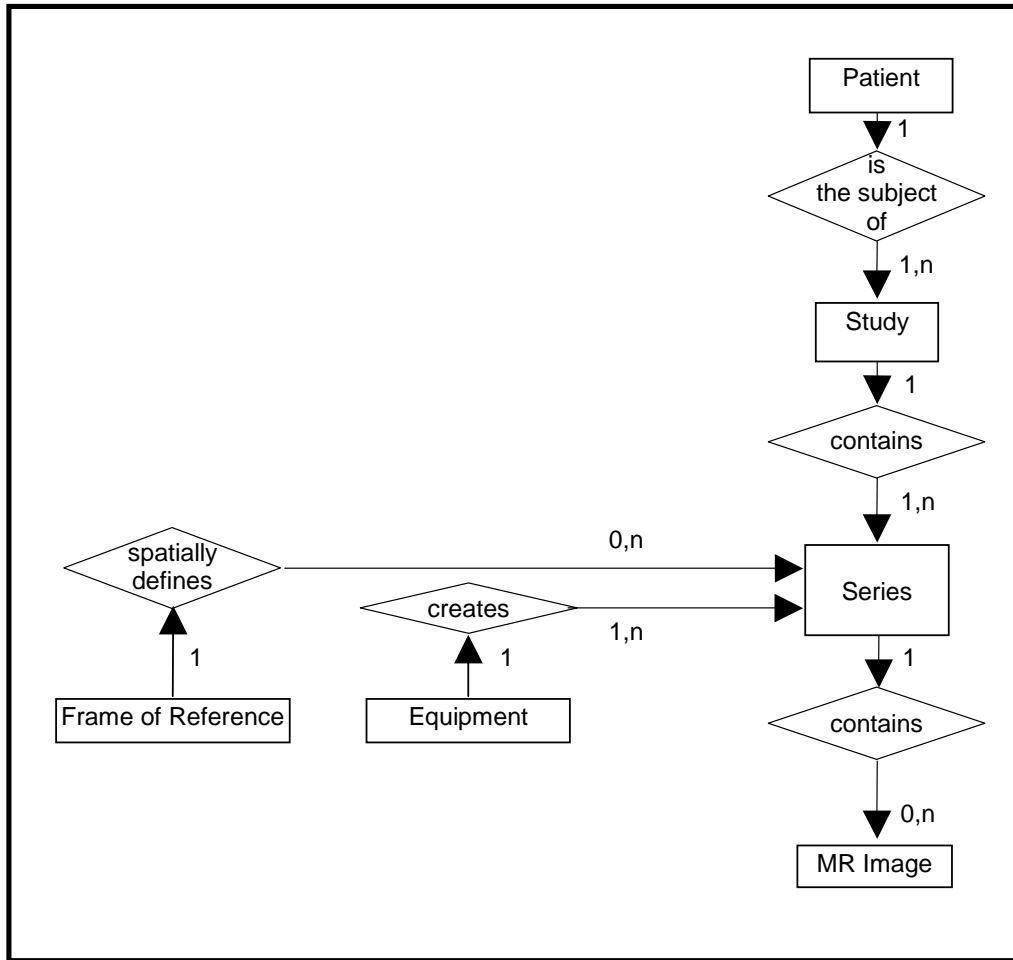 Patient
1
is
the subject
of
1,n
Study
1
contains
1,n
spatially
defines
0,n
Series
creates
1,n
1
1
1
Frame of Reference
Equipment
contains
0,n
MR Image